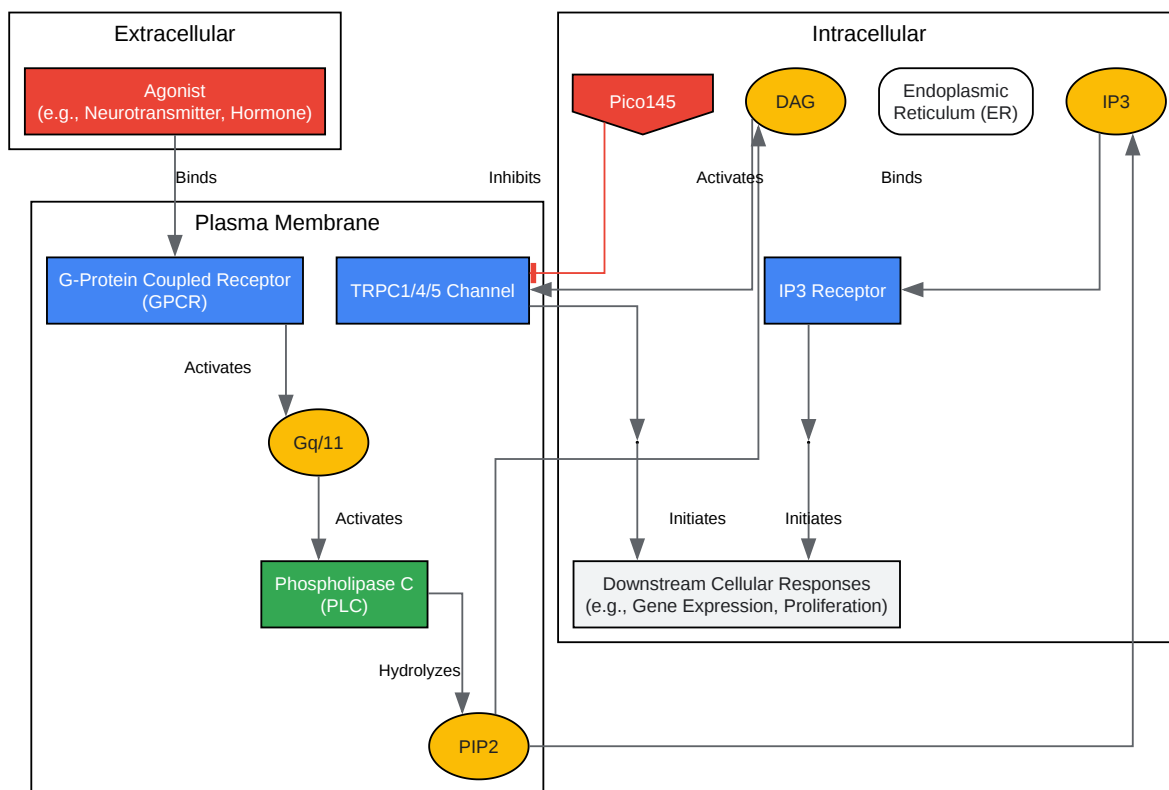 Extracellular
Agonist
(e.g., Neurotransmitter, Hormone)
Intracellular
Pico145
DAG
Endoplasmic
Reticulum (ER)
IP3
Binds
Inhibits
Activates
Binds
Plasma Membrane
G-Protein Coupled Receptor
(GPCR)
TRPC1/4/5 Channel
IP3 Receptor
Activates
Gq/11
Activates
Initiates
Initiates
Phospholipase C
(PLC)
Downstream Cellular Responses
(e.g., Gene Expression, Proliferation)
Hydrolyzes
PIP2